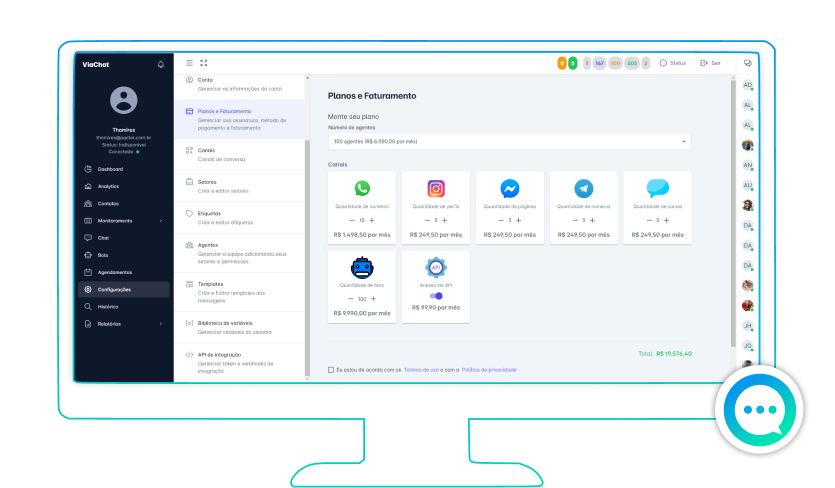 ViaChat
Thamires
thamires@jupiter.com.br
Status: Indisponível
Conectado
Dashboard
Analytics
Contatos
Monitoramento
Chat
Bots
Agendamentos
Configurações
Histórico
Relatórios
0 0 1 167 100 505 2 Status Sair
Conta
Gerenciar as informações da conta
Planos e Faturamento
Gerenciar sua assinatura, método de
pagamento e faturamento
Canais
Canais de conversa
Setores
Criar e editar setores
Etiquetas
Criar e editar etiquetas
Agentes
Gerenciar a equipe adicionando seus
setores e permissões
Templates
Criar e Editar templates das
mensagens.
Biblioteca de variáveis
Gerenciar variáveis do sistema
API de integração
Gerenciar token e webhooks de
integração
Planos e Faturamento
Monte seu plano
Número de agentes
100 agentes (R$ 6.990,00 por mês)
Canais
Quantidade de números
— 15 +
R$ 1.498,50 por mês
Quantidade de perfis
— 5 +
R$ 249,50 por mês
Quantidade de páginas
— 5 +
R$ 249,50 por mês
Quantidade de números
— 5 +
R$ 249,50 por mês
Quantidade de canais
— 5 +
R$ 249,50 por mês
Quantidade de bots
— 100 +
R$ 9.990,00 por mês
API
Acesso via API
R$ 99,90 por mês
Total: R$ 19.576,40
Eu estou de acordo com os Termos de uso e com a Política de privacidade.
AD
AL
AL
AN
AU
DA
DA
DA
JH
JO